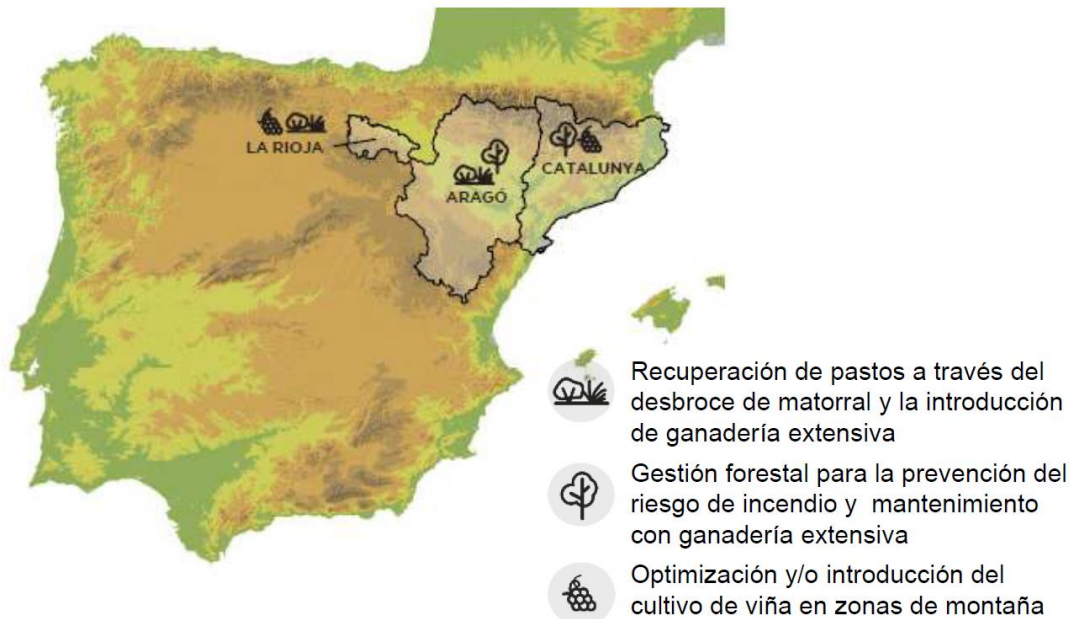 LA RIOJA
ARAGÓ
CATALUNYA
Recuperación de pastos a través del
desbroce de matorral y la introducción
de ganadería extensiva
Gestión forestal para la prevención del
riesgo de incendio y mantenimiento
con ganadería extensiva
Optimización y/o introducción del
cultivo de viña en zonas de montaña